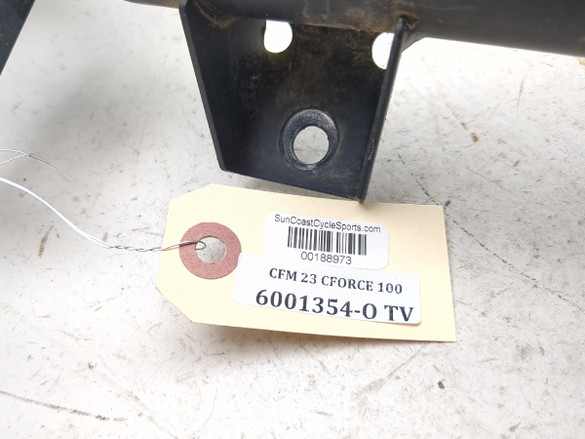 SunCoastCycleSports.com
00188973
CFM 23 CFORCE 100
6001354-O TV